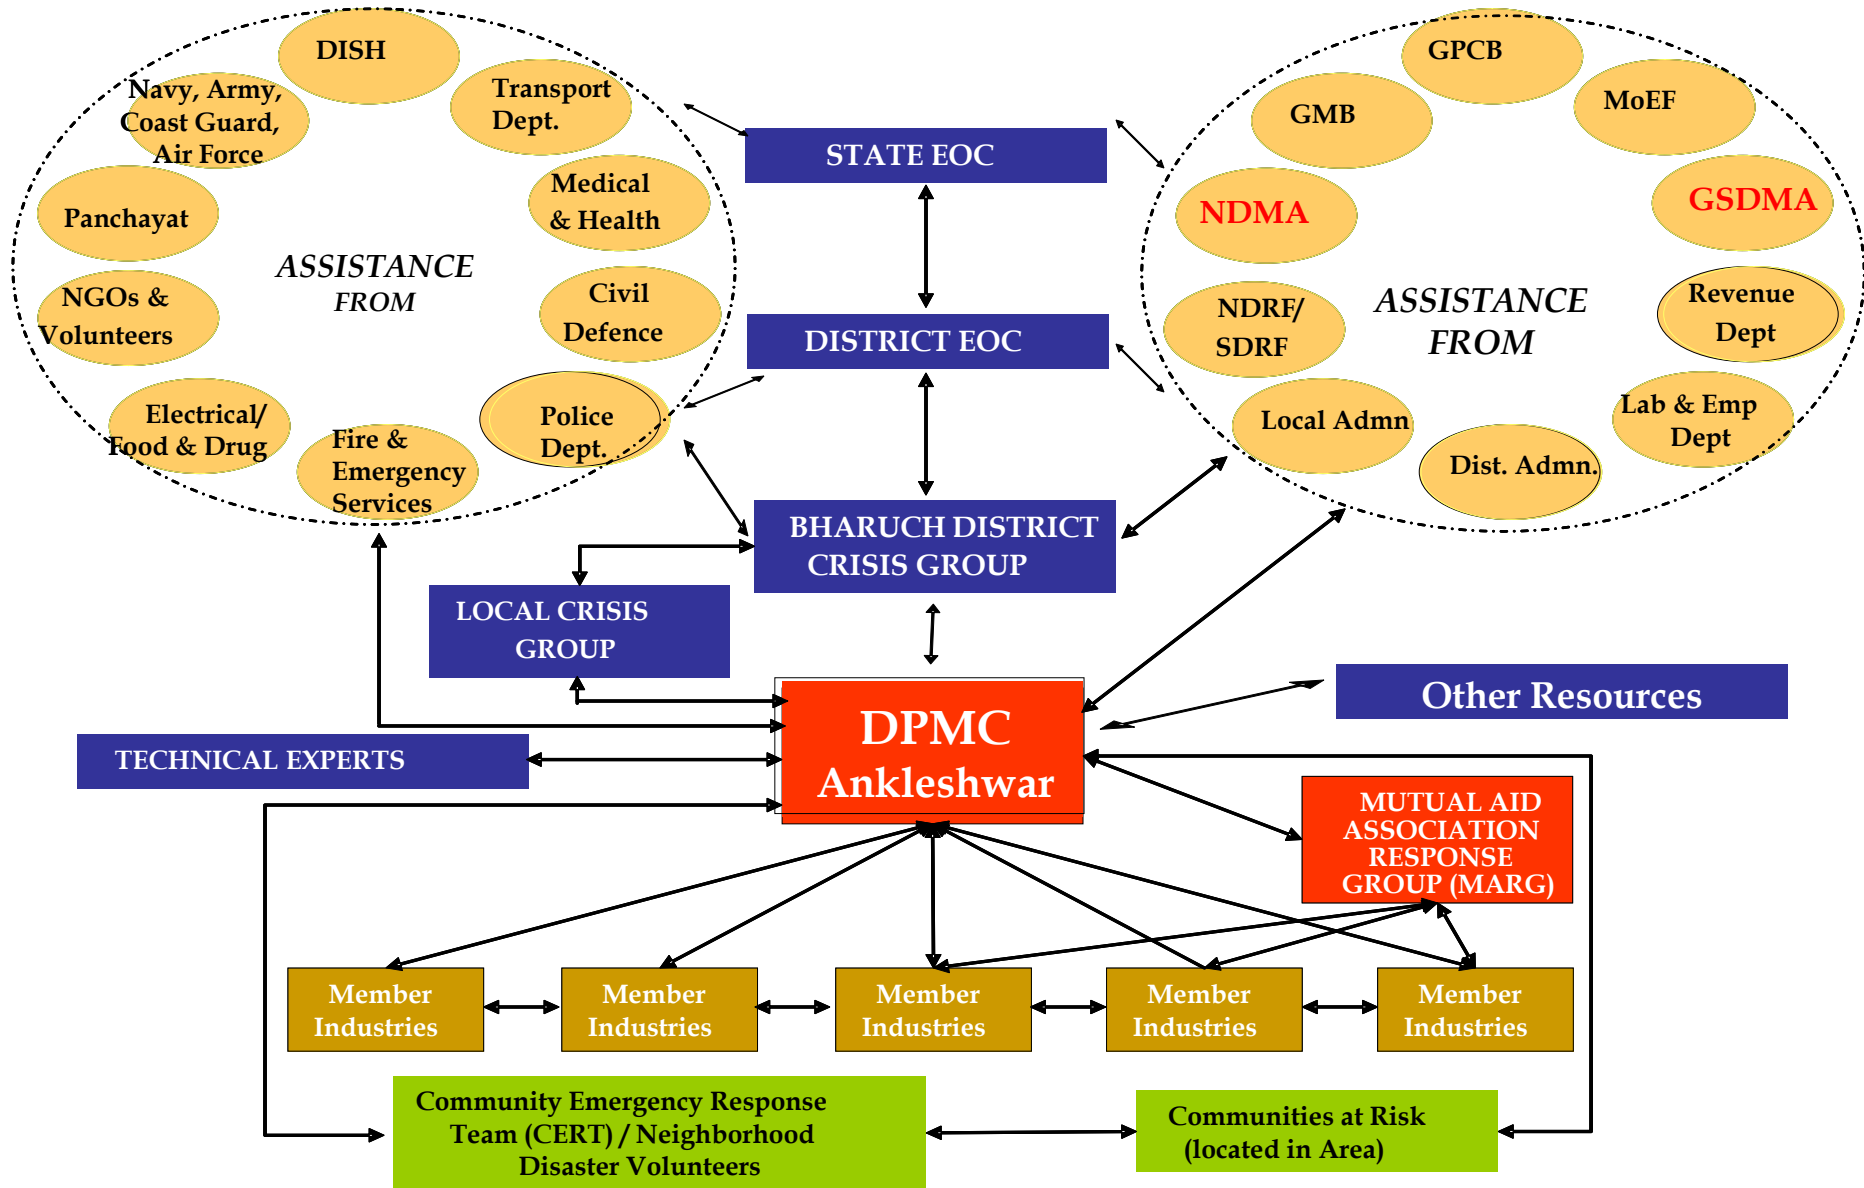 DISH
Navy, Army,
Coast Guard,
Air Force
Transport
Dept.
Panchayat
Medical
& Health
ASSISTANCE
FROM
NGOs &
Volunteers
Civil
Defence
Electrical/
Food & Drug
Fire &
Emergency
Services
Police
Dept.
STATE EOC
DISTRICT EOC
BHARUCH DISTRICT
CRISIS GROUP
GPCB
GMB
MoEF
NDMA
GSDMA
ASSISTANCE
FROM
NDRF/
SDRF
Revenue
Dept
Local Admn
Lab & Emp
Dept
Dist. Admn.
LOCAL CRISIS
GROUP
DPMC
Ankleshwar
Other Resources
TECHNICAL EXPERTS
MUTUAL AID
ASSOCIATION
RESPONSE
GROUP (MARG)
Member
Industries
Member
Industries
Member
Industries
Member
Industries
Member
Industries
Community Emergency Response
Team (CERT) / Neighborhood
Disaster Volunteers
Communities at Risk
(located in Area)